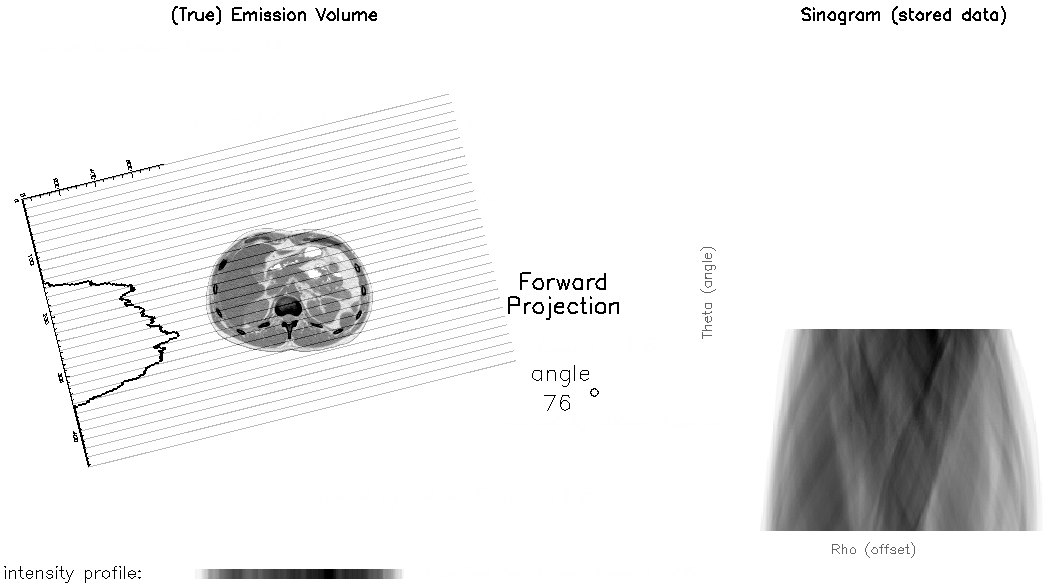 (True) Emission Volume
Sinogram (stored data)
Forward
Projection
angle
76 °
Theta (angle)
Rho (offset)
intensity profile: